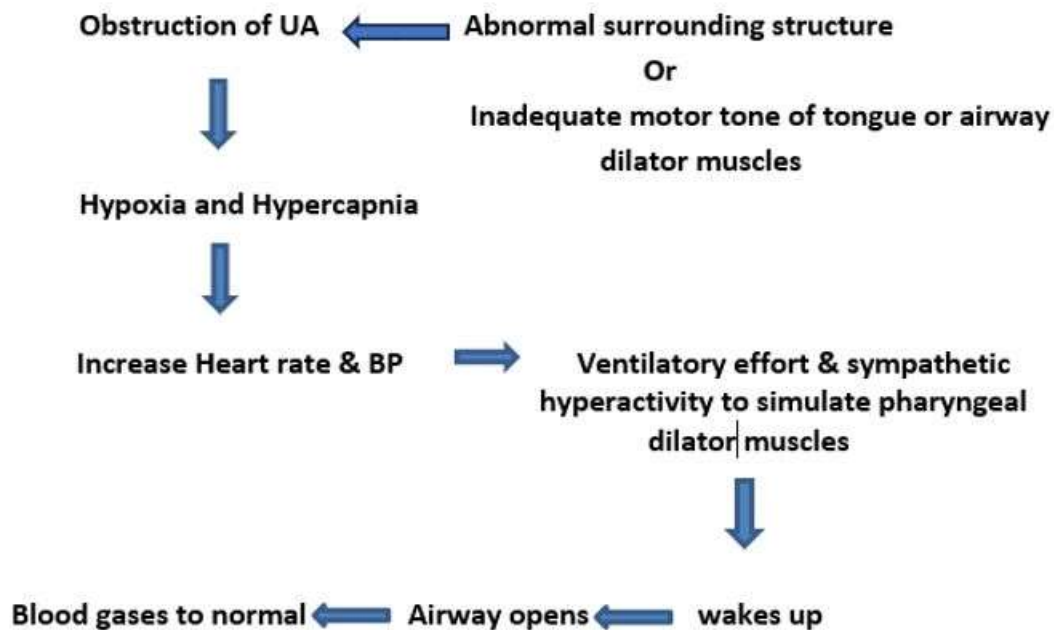 Obstruction of UA
Abnormal surrounding structure
Or
Inadequate motor tone of tongue or airway
dilator muscles
Hypoxia and Hypercapnia
Increase Heart rate & BP
Ventilatory effort & sympathetic
hyperactivity to simulate pharyngeal
dilator muscles
Blood gases to normal
Airway opens
wakes up